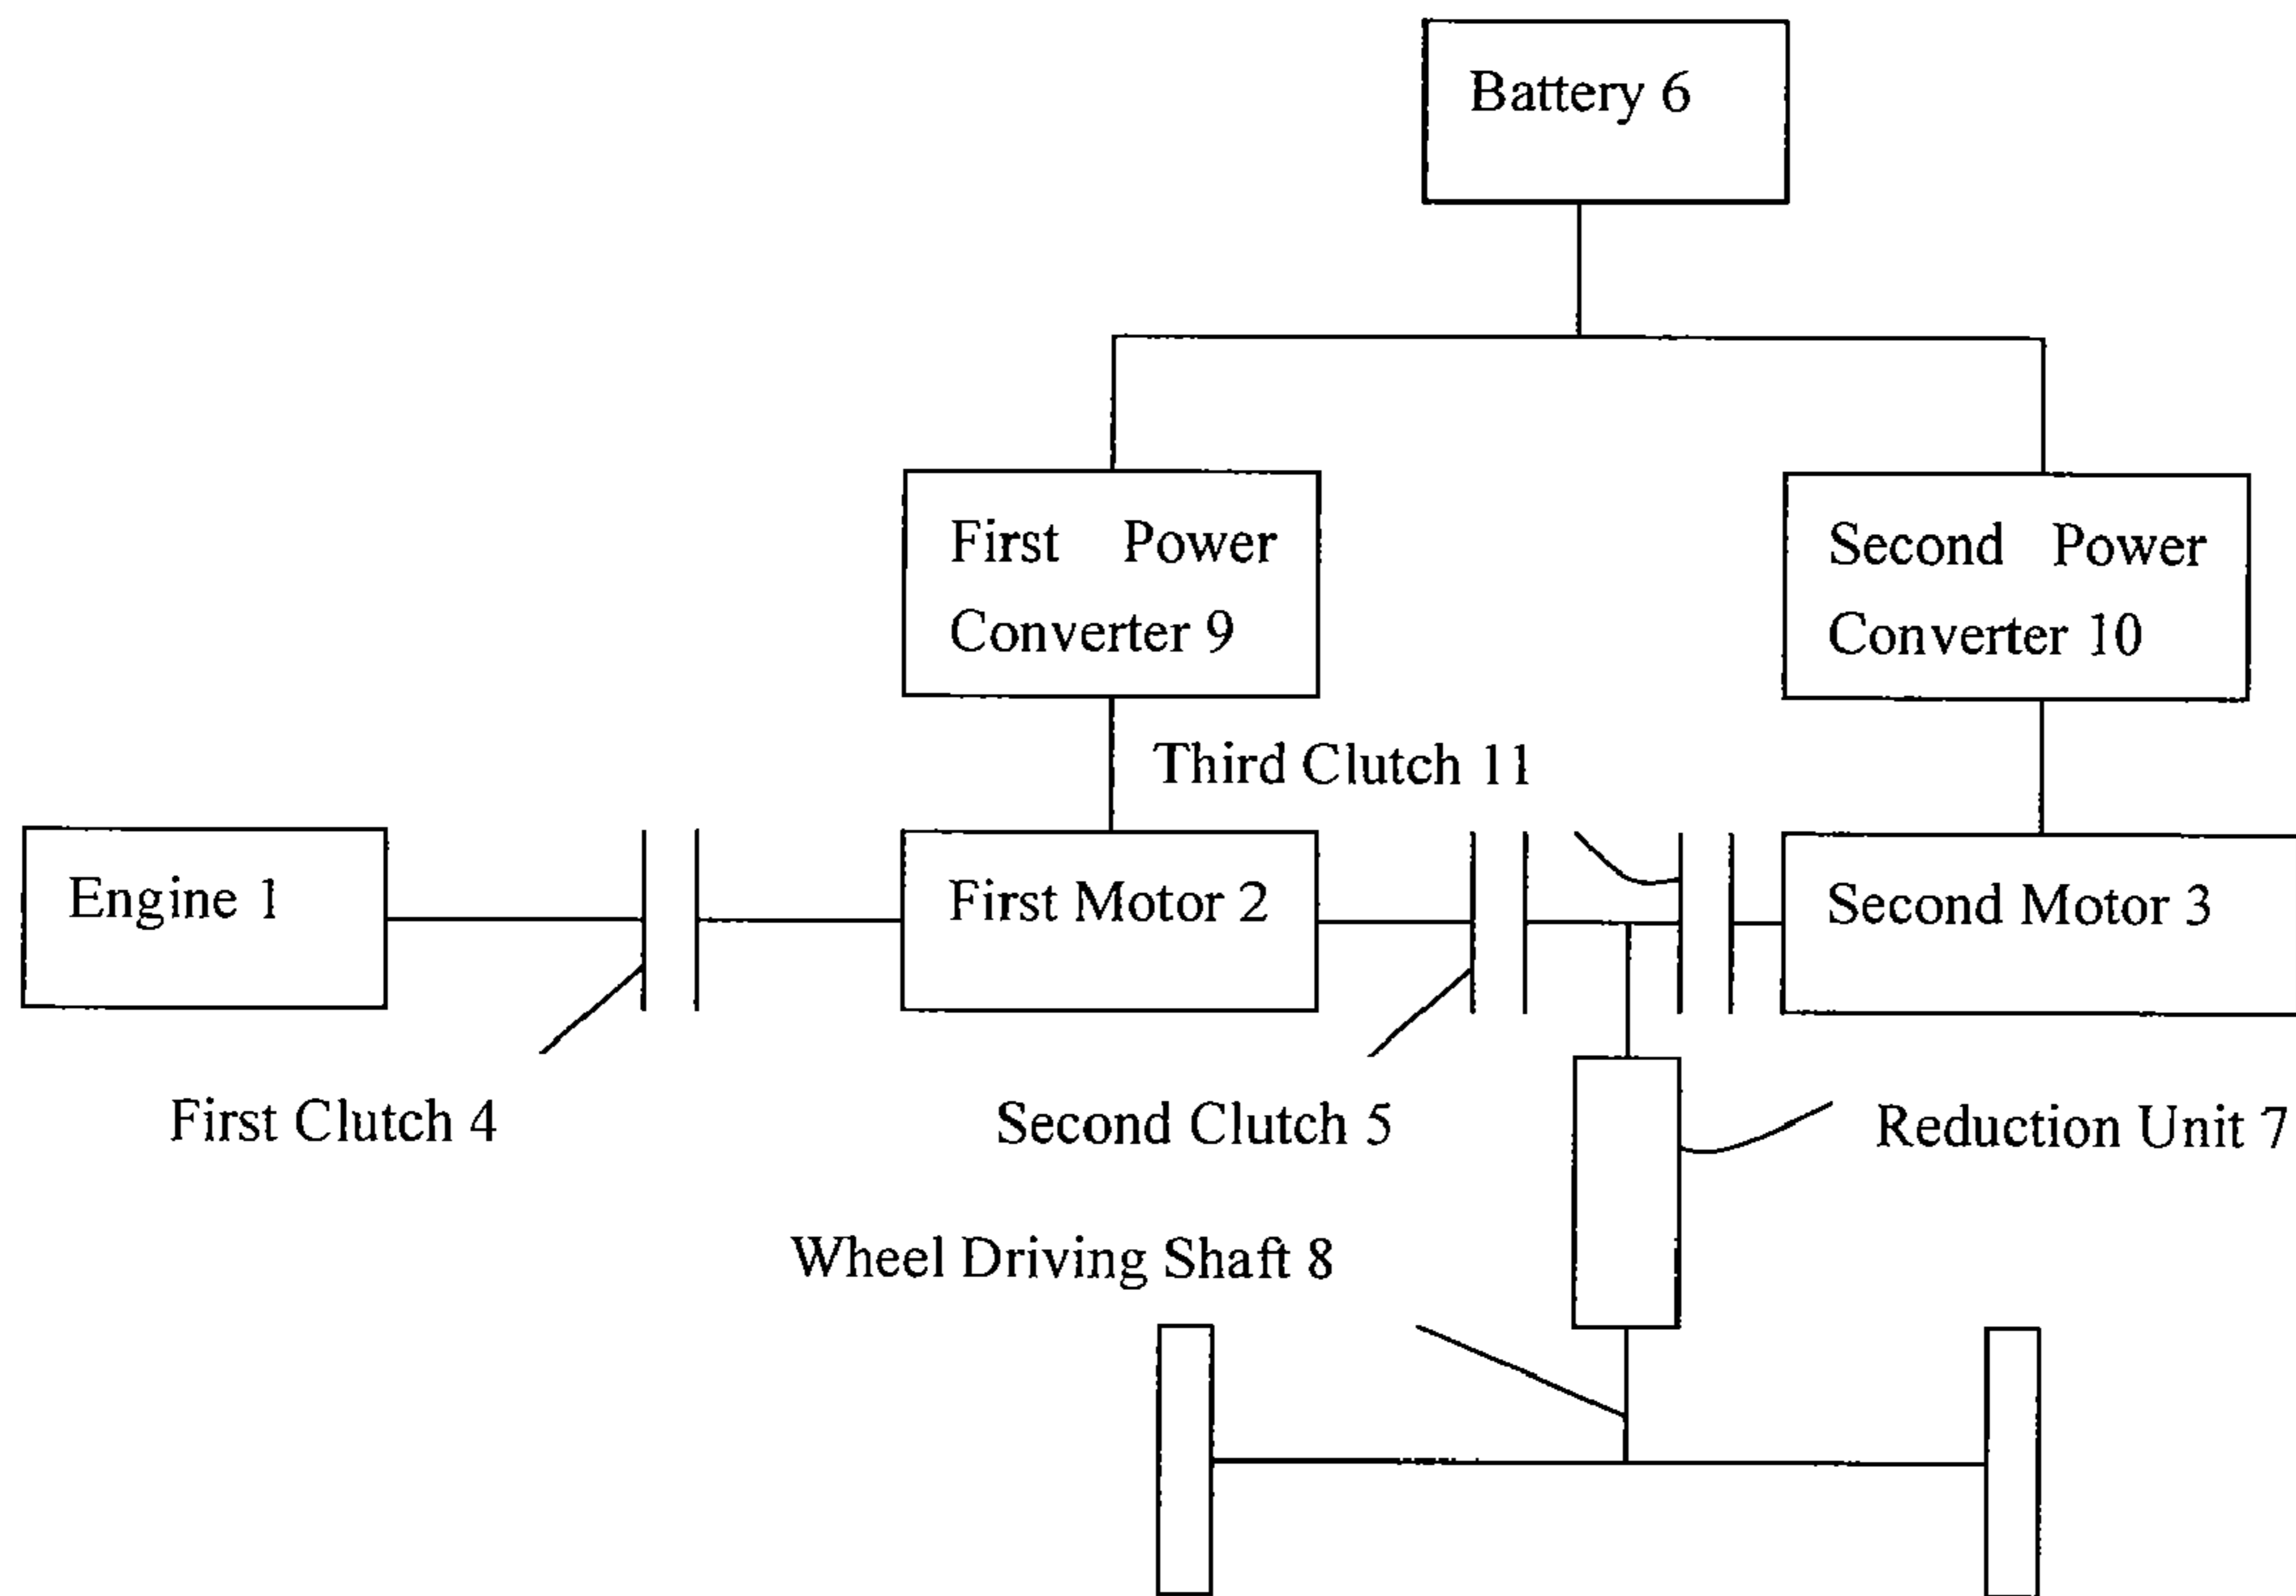 Battery 6
First Power
Converter 9
Second Power
Converter 10
Third Clutch 11
Engine 1
First Motor 2
Second Motor 3
First Clutch 4
Second Clutch 5
Reduction Unit 7
Wheel Driving Shaft 8